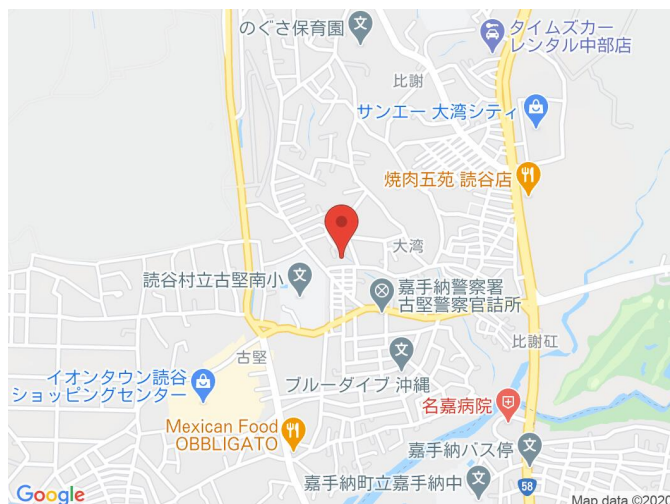 のぐさ保育園
タイムズカー
レンタル中部店
比謝
サンエー 大湾シティ
焼肉五苑 読谷店
大湾
読谷村立古堅南小
嘉手納警察署
古堅警察官詰所
比謝矼
古堅
イオンタウン読谷
ショッピングセンター
ブルーダイブ 沖縄
名嘉病院
Mexican Food
OBBLIGATO
嘉手納バス停
嘉手納町立嘉手納中
58
Google
Map data ©2020